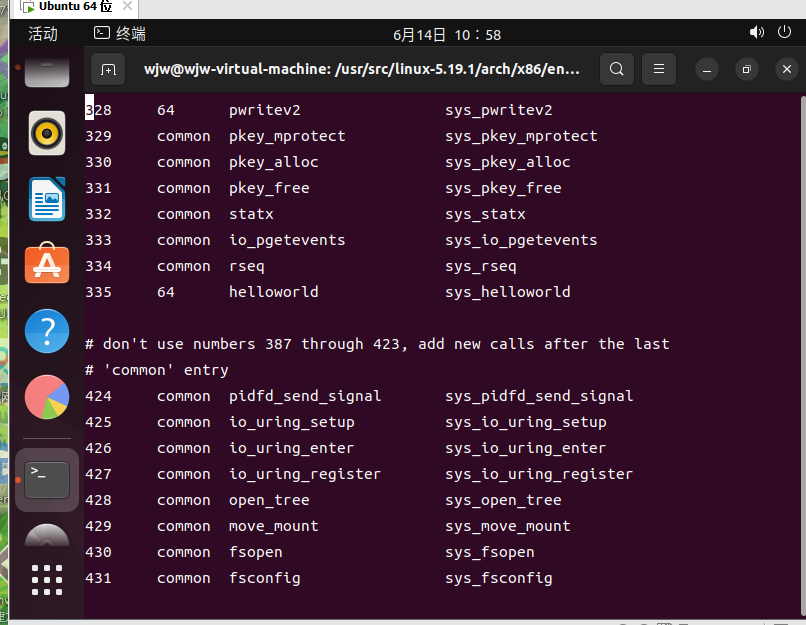 Ubuntu 64 位
活动 终端 6月14日 10：58
wjw@wjw-virtual-machine: /usr/src/linux-5.19.1/arch/x86/en...
328 64 pwritev2 sys_pwritev2
329 common pkey_mprotect sys_pkey_mprotect
330 common pkey_alloc sys_pkey_alloc
331 common pkey_free sys_pkey_free
332 common statx sys_statx
333 common io_pgetevents sys_io_pgetevents
334 common rseq sys_rseq
335 64 helloworld sys_helloworld
# don't use numbers 387 through 423, add new calls after the last
# 'common' entry
424 common pidfd_send_signal sys_pidfd_send_signal
425 common io_uring_setup sys_io_uring_setup
426 common io_uring_enter sys_io_uring_enter
427 common io_uring_register sys_io_uring_register
428 common open_tree sys_open_tree
429 common move_mount sys_move_mount
430 common fsopen sys_fsopen
431 common fsconfig sys_fsconfig